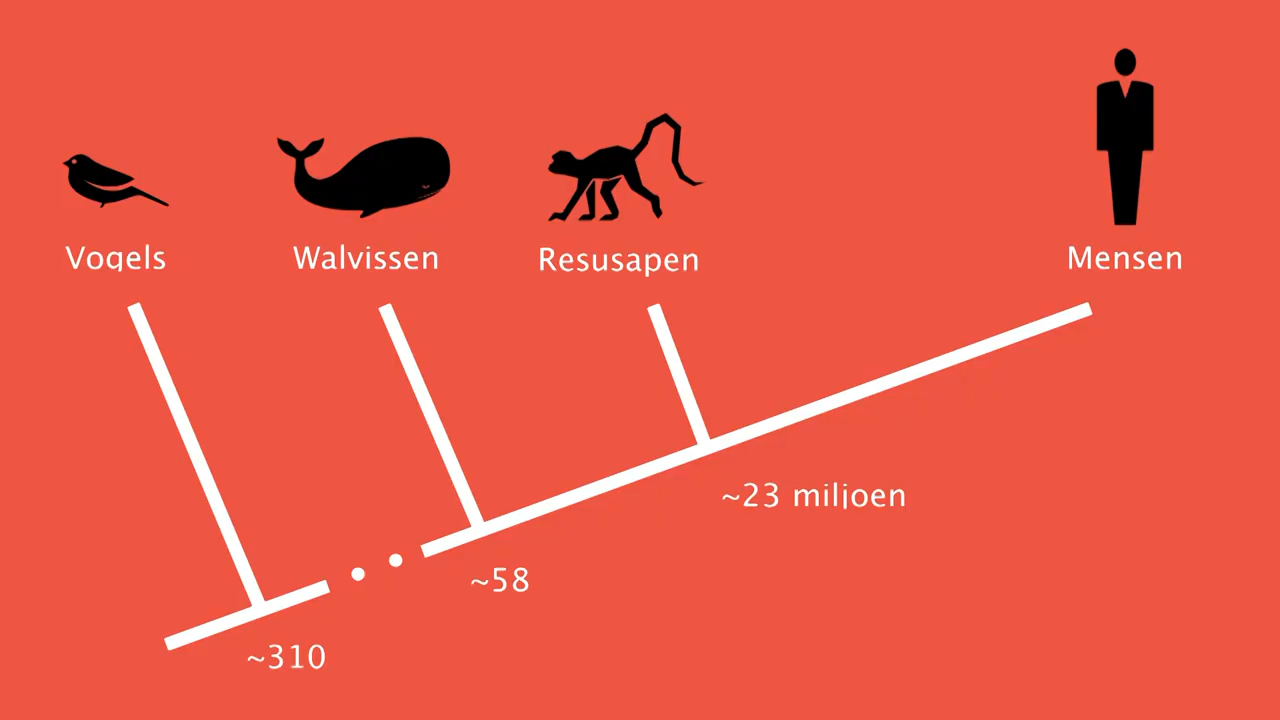 Vogels
Walvissen
Resusapen
Mensen
~23 miljoen
~58
~310